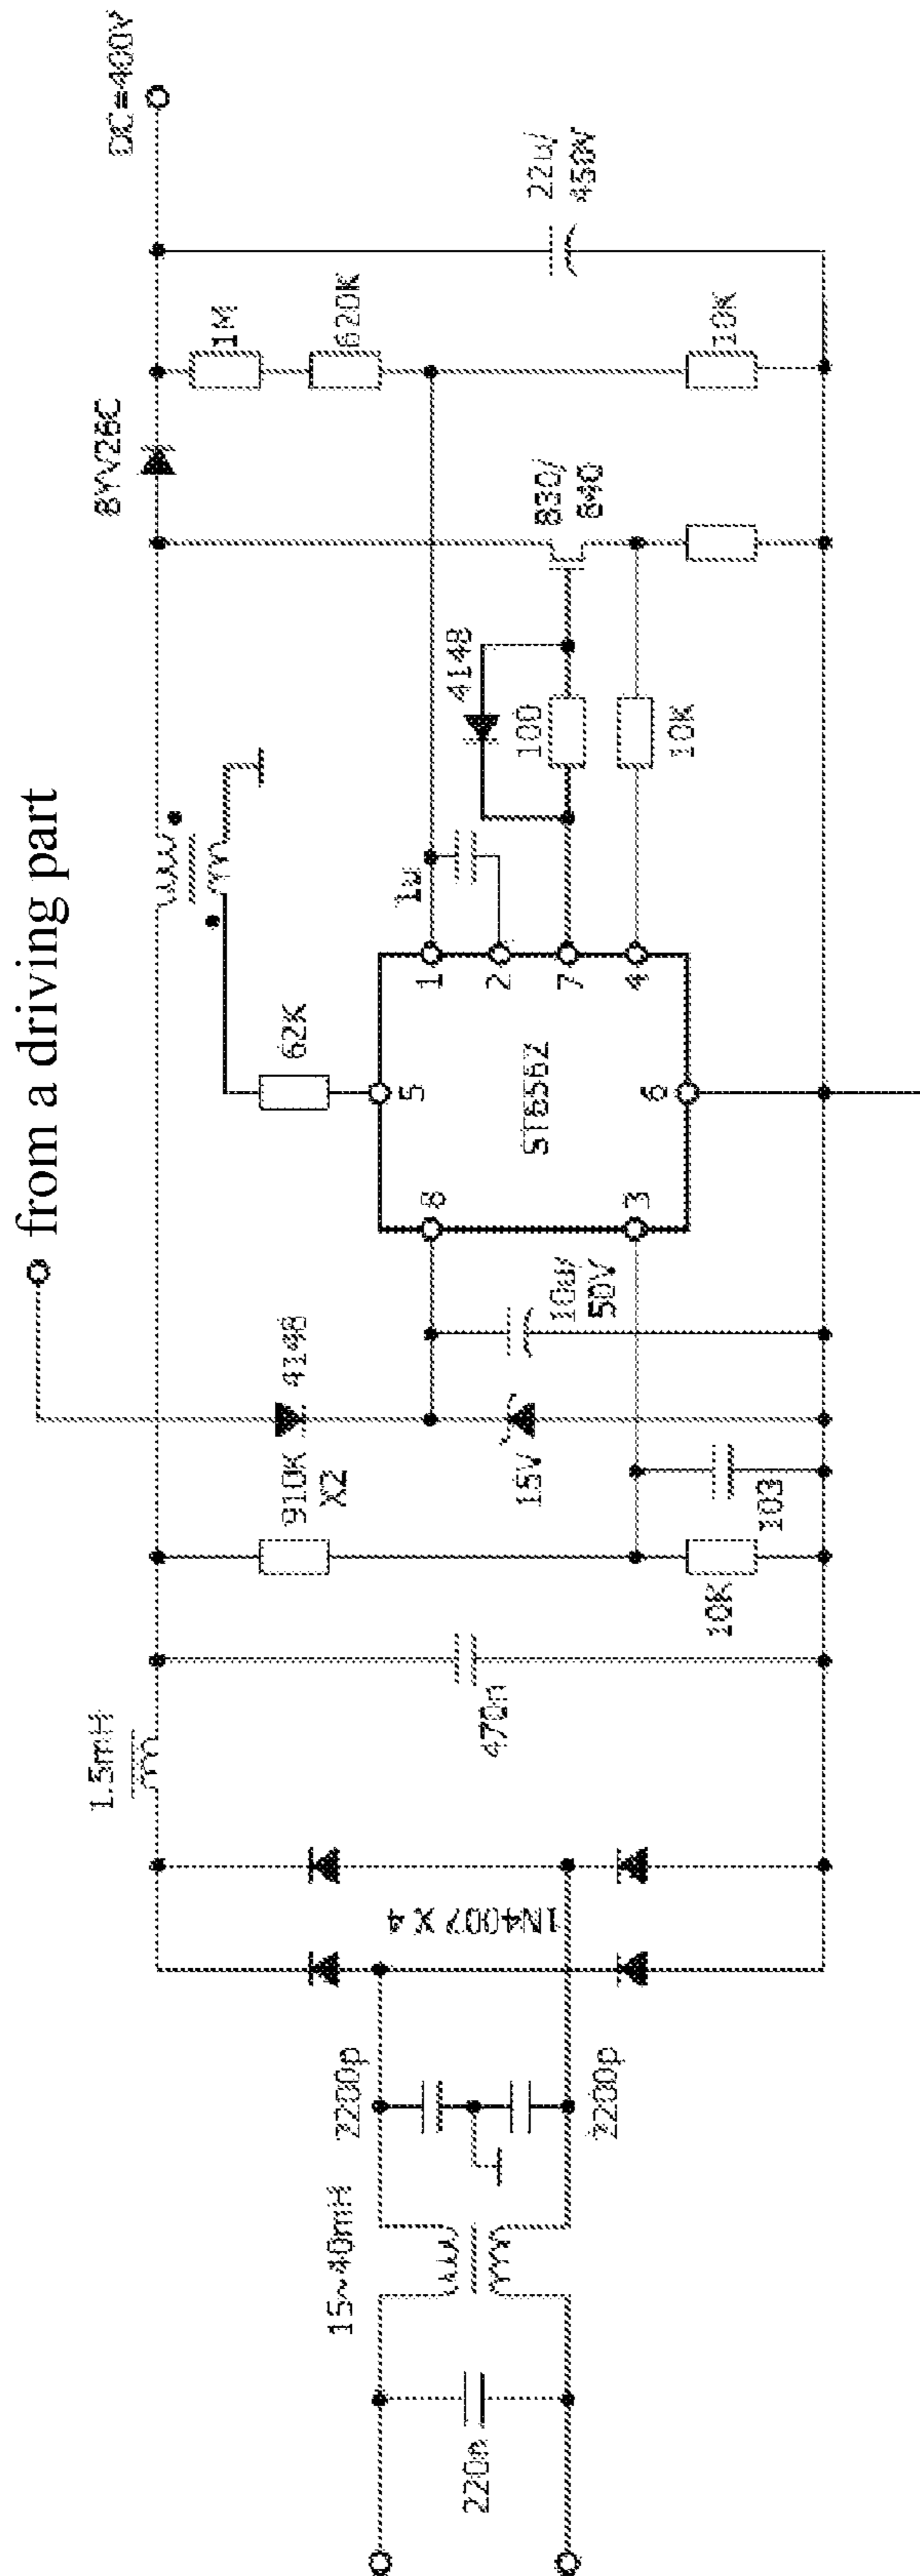 from a driving part
DC=400V
BYV26C
1M
620K
22u/
450V
10K
830/
840
4148
100
10K
1u
62K
1
2
7
4
5
6
8
3
ST6562
10u/
50V
4148
15V
910K
X2
103
10K
470n
1.5mH
1N4007 X 4
2200p
2200p
15~40mH
220n